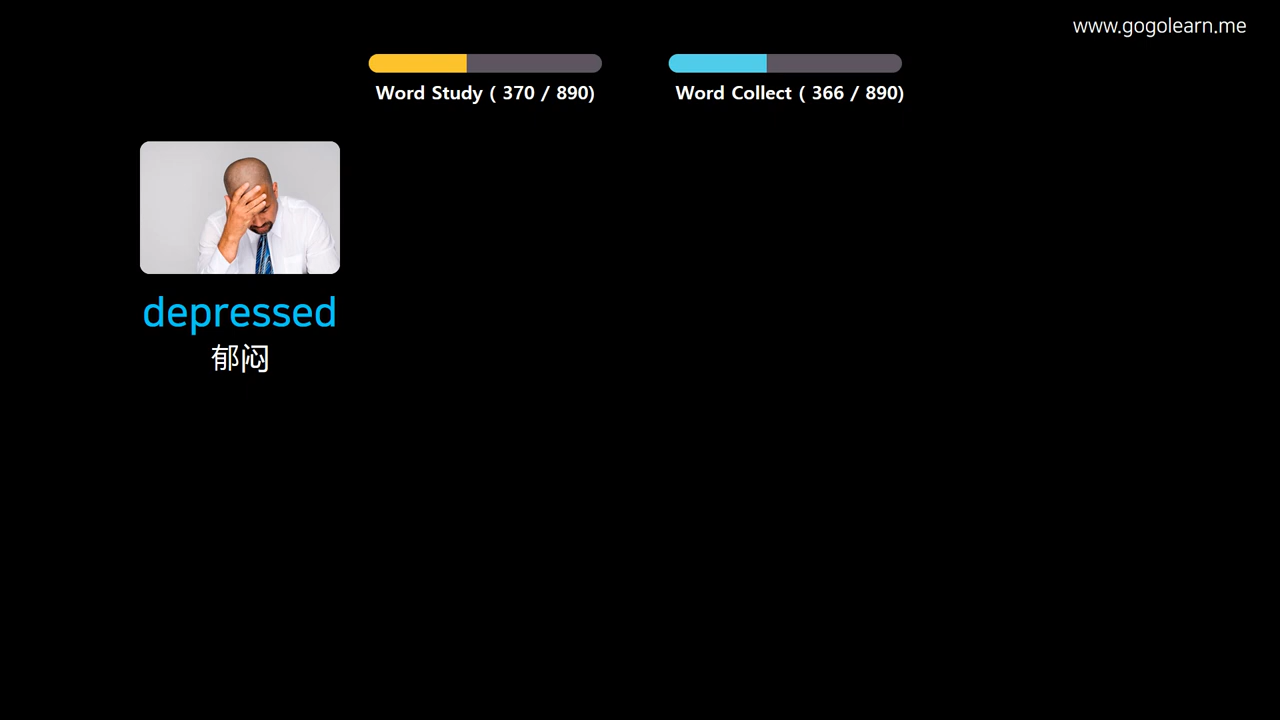 www.gogolearn.me
Word Study ( 370 / 890)
Word Collect ( 366 / 890)
depressed
郁闷